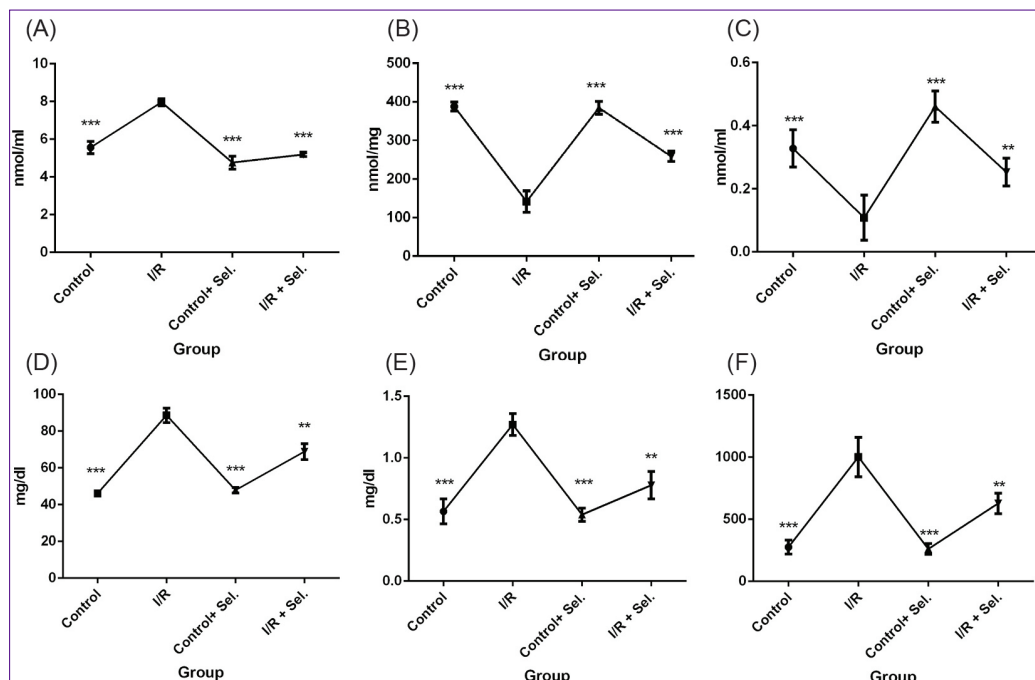 (A)
nmol/ml
10
8
6
4
2
0
***
***
***
Control
I/R
Control+ Sel.
I/R + Sel.
Group
(B)
nmol/mg
500
400
300
200
100
0
***
***
***
Control
I/R
Control+ Sel.
I/R + Sel.
Group
(C)
nmol/ml
0.6
0.4
0.2
0.0
***
***
**
Control
I/R
Control+ Sel.
I/R + Sel.
Group
(D)
mg/dl
100
80
60
40
20
0
***
***
**
Control
I/R
Control+ Sel.
I/R + Sel.
Group
(E)
mg/dl
1.5
1.0
0.5
0.0
***
***
**
Control
I/R
Control+ Sel.
I/R + Sel.
Group
(F)
1500
1000
500
0
***
***
**
Control
I/R
Control+ Sel.
I/R + Sel.
Group